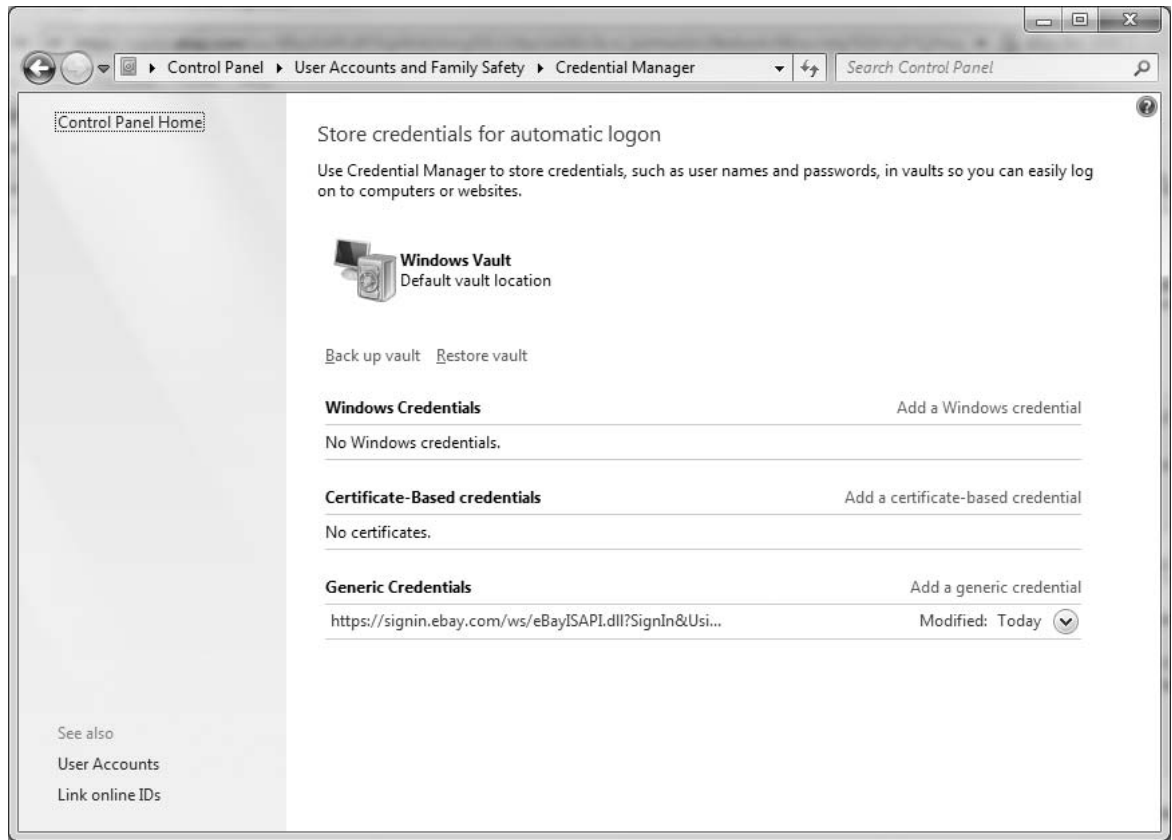 Control Panel
User Accounts and Family Safety
Credential Manager
Search Control Panel
Control Panel Home
Store credentials for automatic logon
Use Credential Manager to store credentials, such as user names and passwords, in vaults so you can easily log
on to computers or websites.
Windows Vault
Default vault location
Back up vault Restore vault
Windows Credentials Add a Windows credential
No Windows credentials.
Certificate-Based credentials Add a certificate-based credential
No certificates.
Generic Credentials Add a generic credential
https://signin.ebay.com/ws/eBayISAPI.dll?SignIn&Usi... Modified: Today
See also
User Accounts
Link online IDs